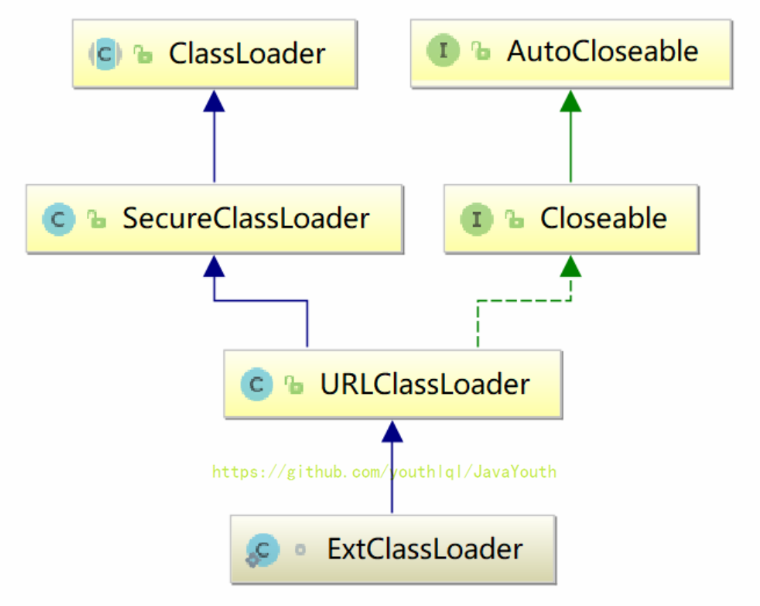 ClassLoader
AutoCloseable
SecureClassLoader
Closeable
URLClassLoader
https://github.com/youthlql/JavaYouth
ExtClassLoader